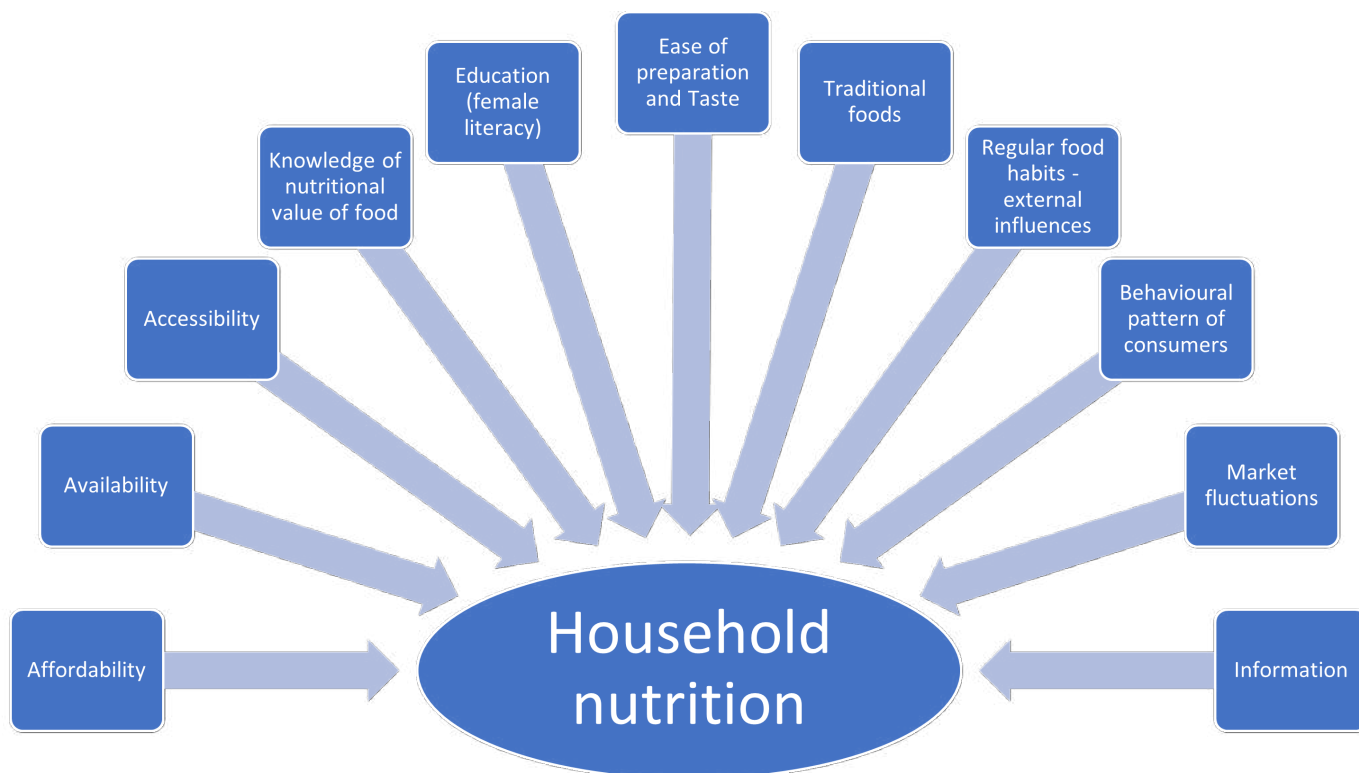 Ease of
preparation
and Taste
Education
(female
literacy)
Traditional
foods
Knowledge of
nutritional
value of food
Regular food
habits -
external
influences
Accessibility
Behavioural
pattern of
consumers
Availability
Market
fluctuations
Affordability
Information
Household
nutrition